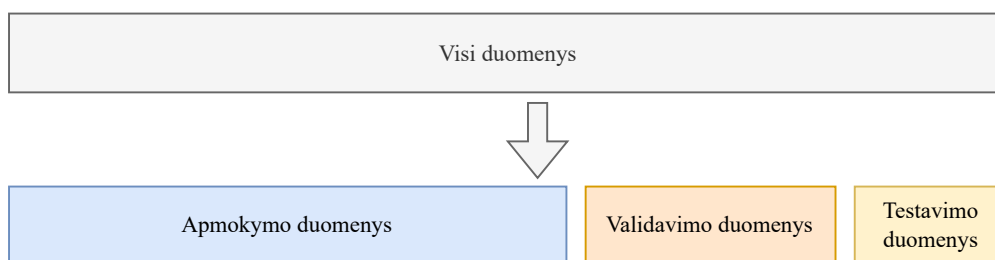 Visi duomenys
Apmokymo duomenys
Validavimo duomenys
Testavimo
duomenys